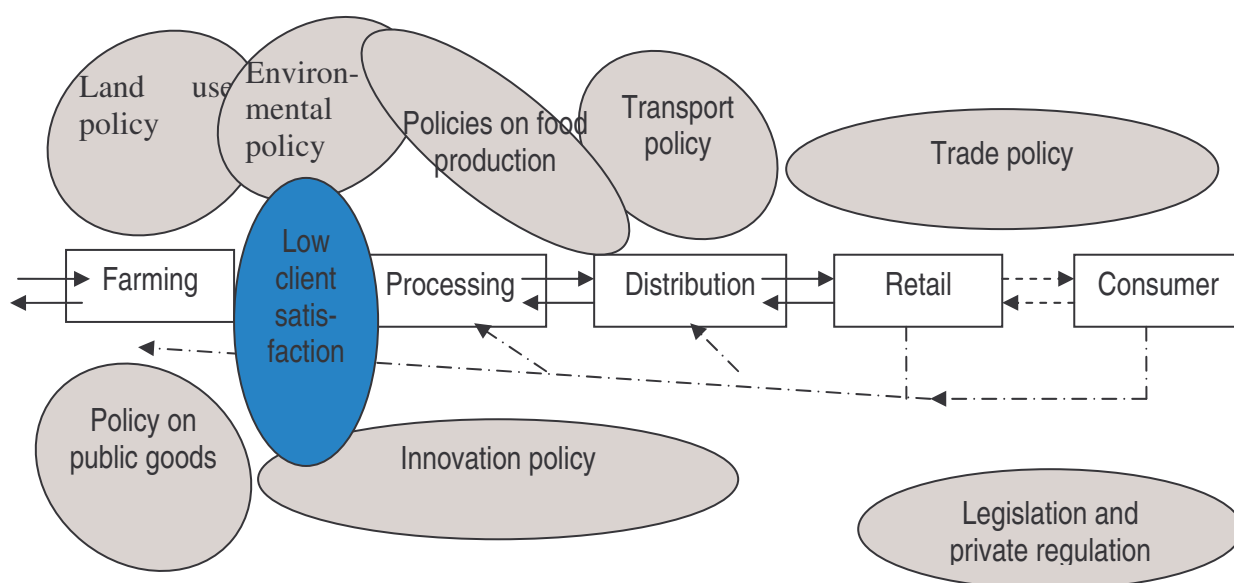 Land use
policy
Environ-
mental
policy
Policies on food
production
Transport
policy
Trade policy
Low
client
satis-
faction
Farming
Processing
Distribution
Retail
Consumer
Policy on
public goods
Innovation policy
Legislation and
private regulation